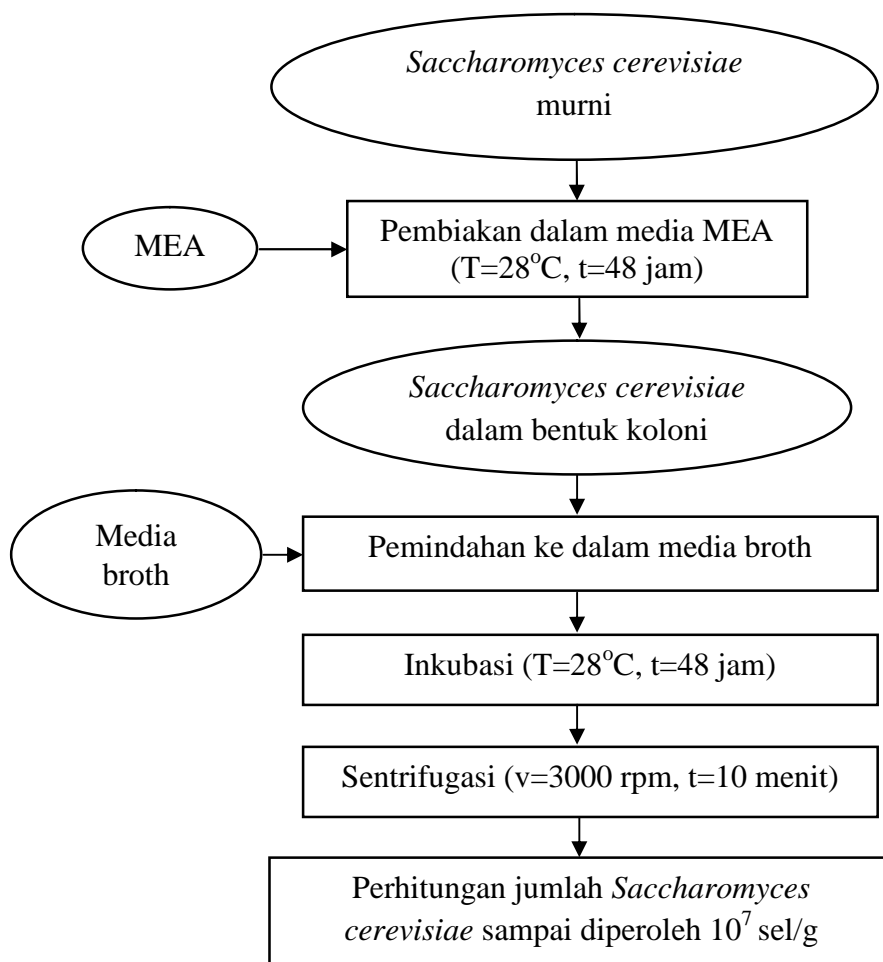 Saccharomyces cerevisiae
murni
MEA
Pembiakan dalam media MEA
(T=28°C, t=48 jam)
Saccharomyces cerevisiae
dalam bentuk koloni
Media
broth
Pemindahan ke dalam media broth
Inkubasi (T=28°C, t=48 jam)
Sentrifugasi (v=3000 rpm, t=10 menit)
Perhitungan jumlah Saccharomyces
cerevisiae sampai diperoleh 10⁷ sel/g